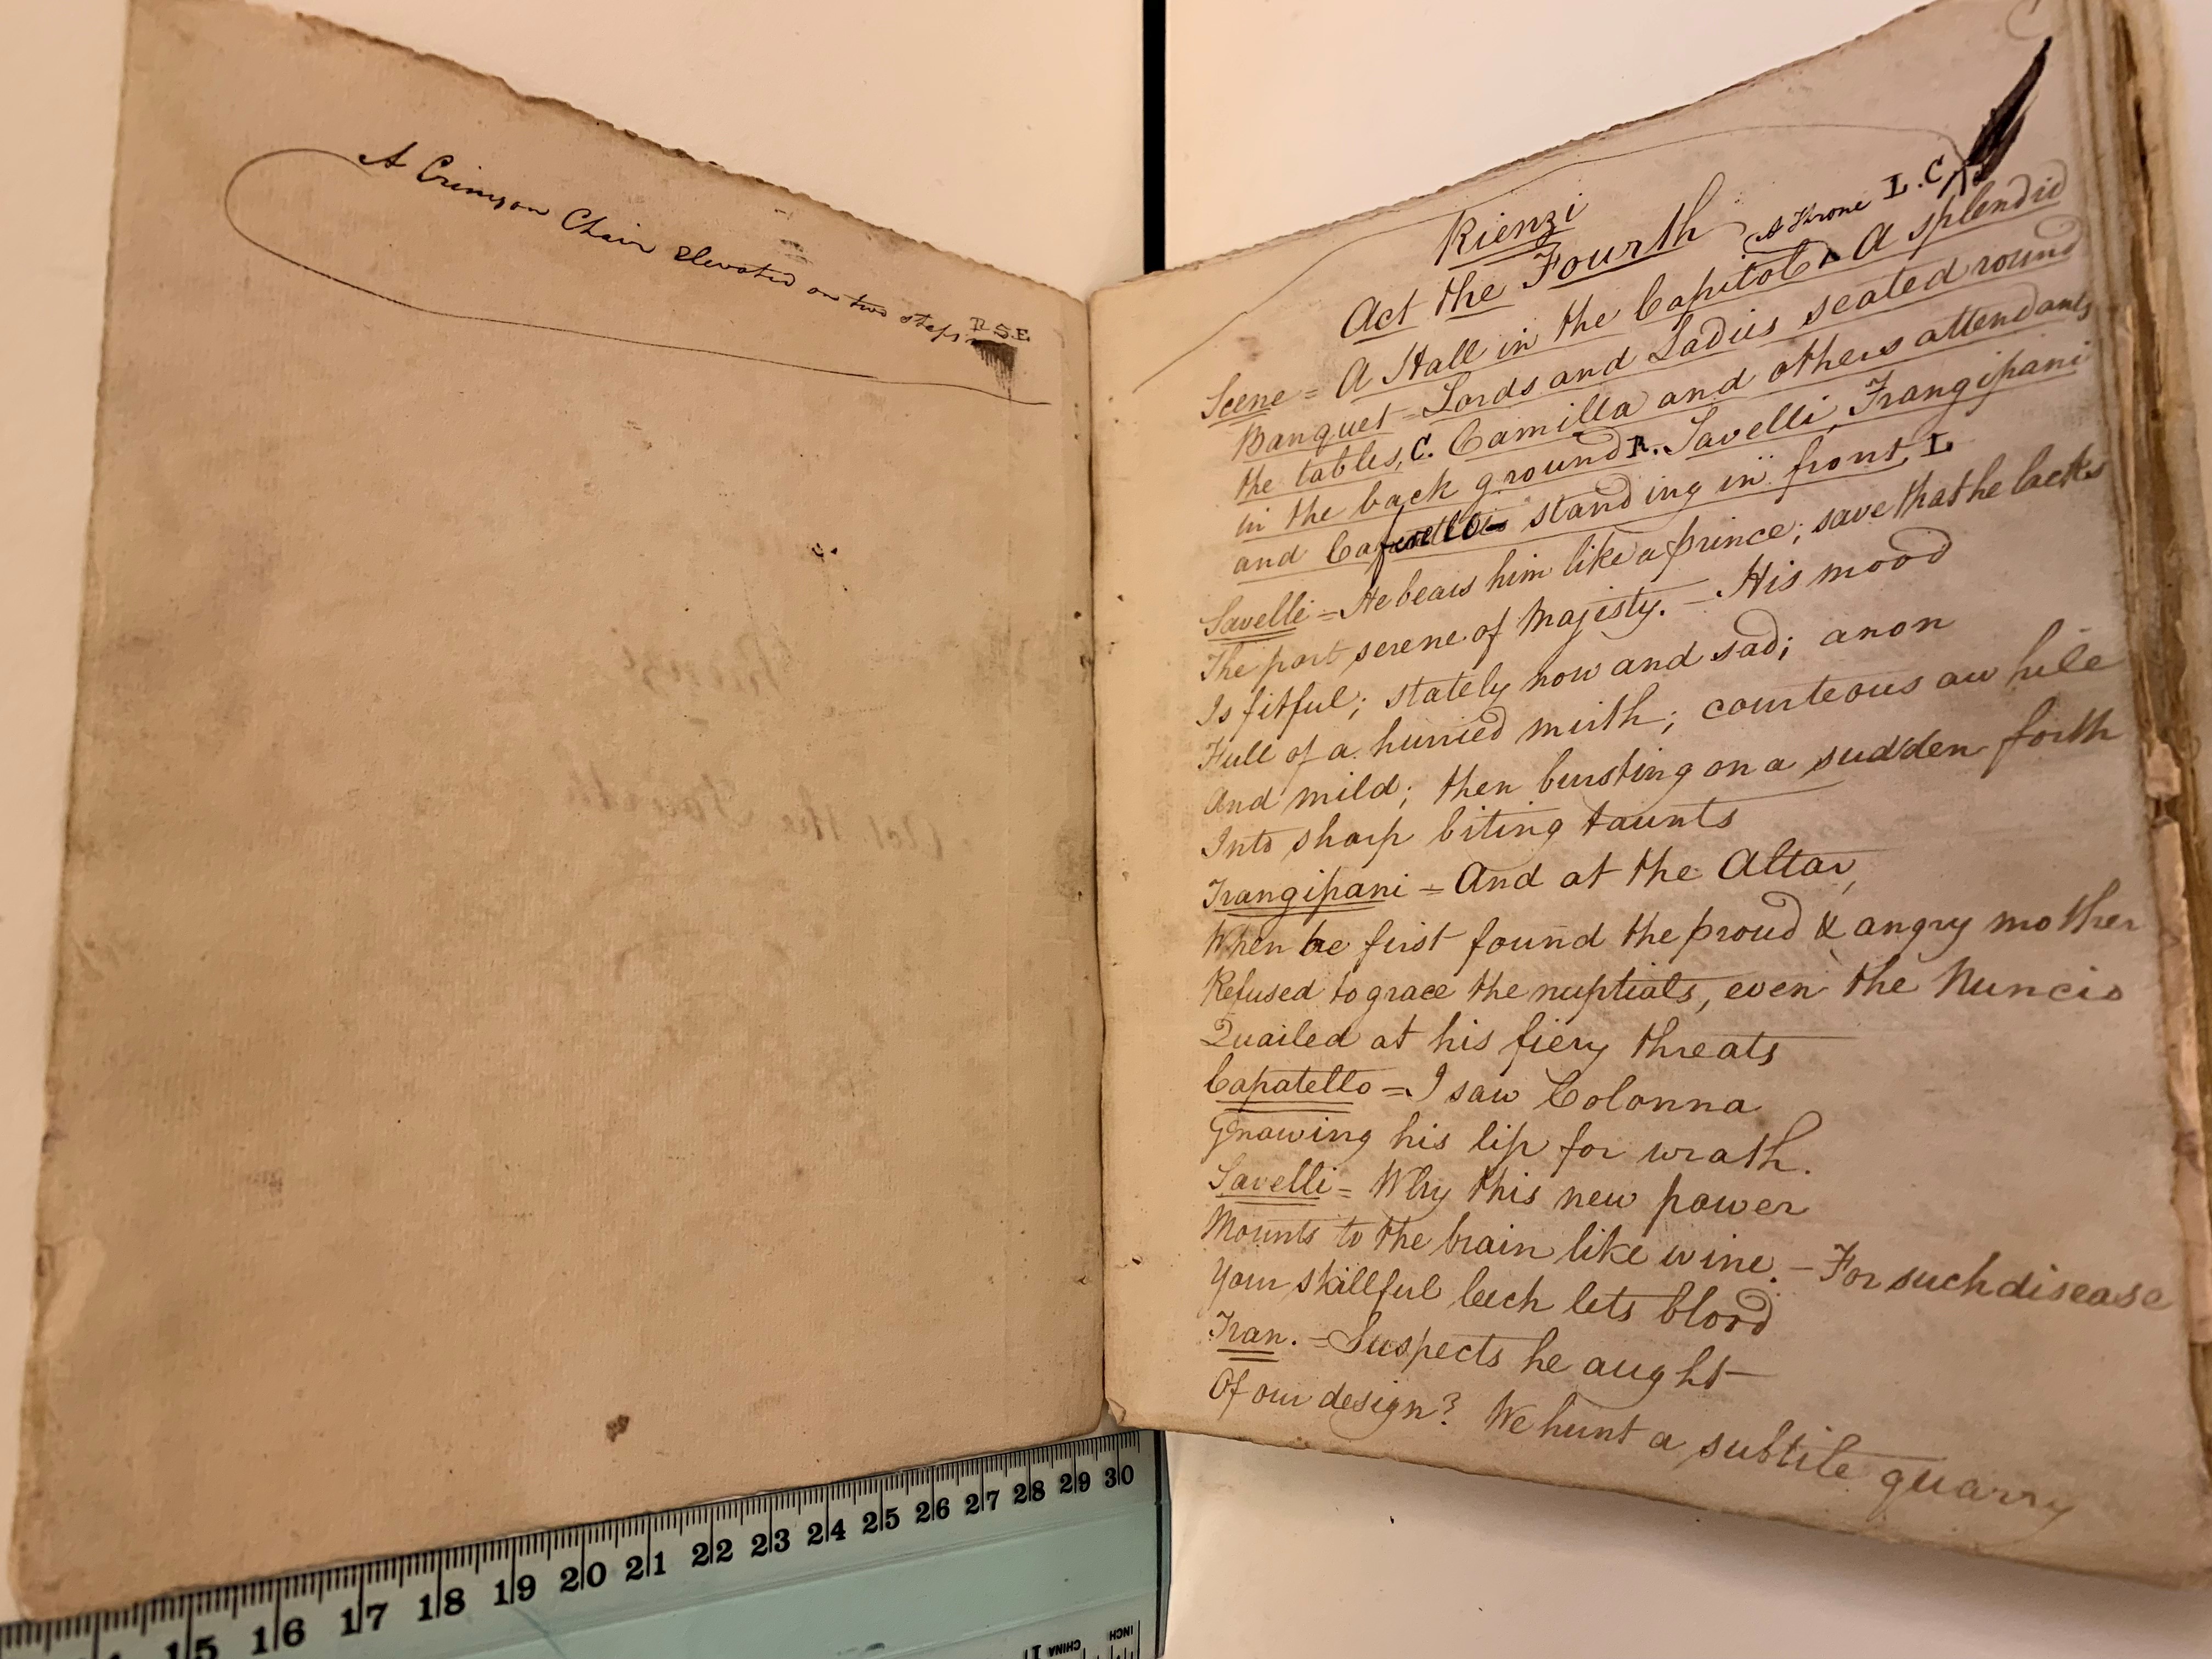 A Crimson Chair elevated on two steps R.S.E
Rienzi
Act the Fourth
(A Throne L.C.
Scene = A Hall in the Capitol ‸ A splendid
Banquet = Lords and Ladies seated round
the tables, C. Camilla and others attendants
in the back ground R. Savelli, Frangipani
and standing in front, L
Savelli = He bears him like a prince; save that he lacks
The port serene of Majesty. — His mood
Is fitful; stately now and sad; anon
Full of a hurried mirth; courteous awhile
And mild; then bursting on a sudden forth
Into sharp biting taunts
Frangipani = And at the Altar,
When he first found the proud & angry mother
Refused to grace the nuptials, even the Nuncio
Quailed at his fiery threats
Capatello = I saw Colonna
Gnawing his lip for wrath.
Savelli = Why this new power
Mounts to the brain like wine. — For such disease
Your skillful leech lets blood
Fran. = Suspects he aught
Of our design? We hunt a subtile quarry
Act the Fourth
15 16 17 18 19 20 21 22 23 24 25 26 27 28 29 30
INCH
CHINA
1